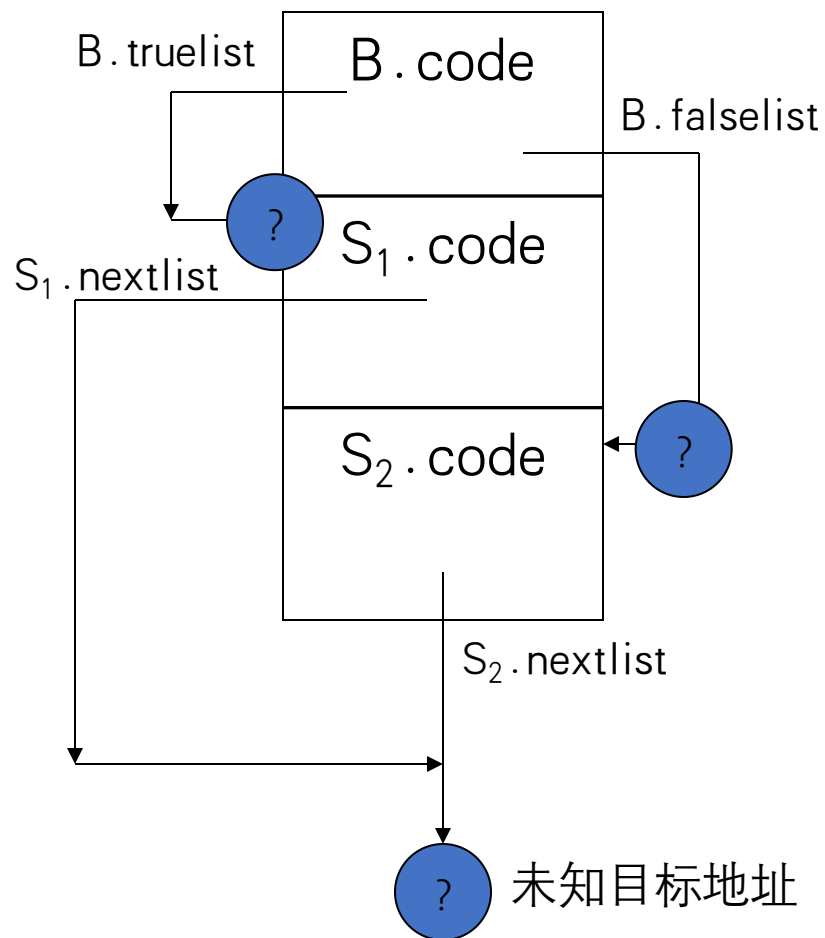 B.truelist
B.code
B.falselist
?
S₁.code
S₁.nextlist
S₂.code
?
S₂.nextlist
?
未知目标地址